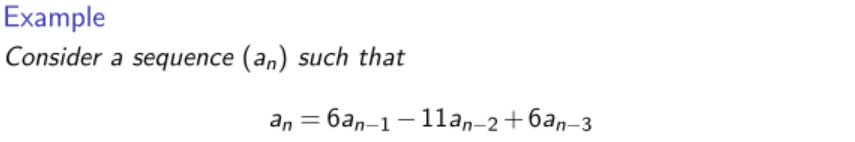 Example
Consider a sequence (aₙ) such that
aₙ = 6aₙ₋₁ − 11aₙ₋₂ + 6aₙ₋₃